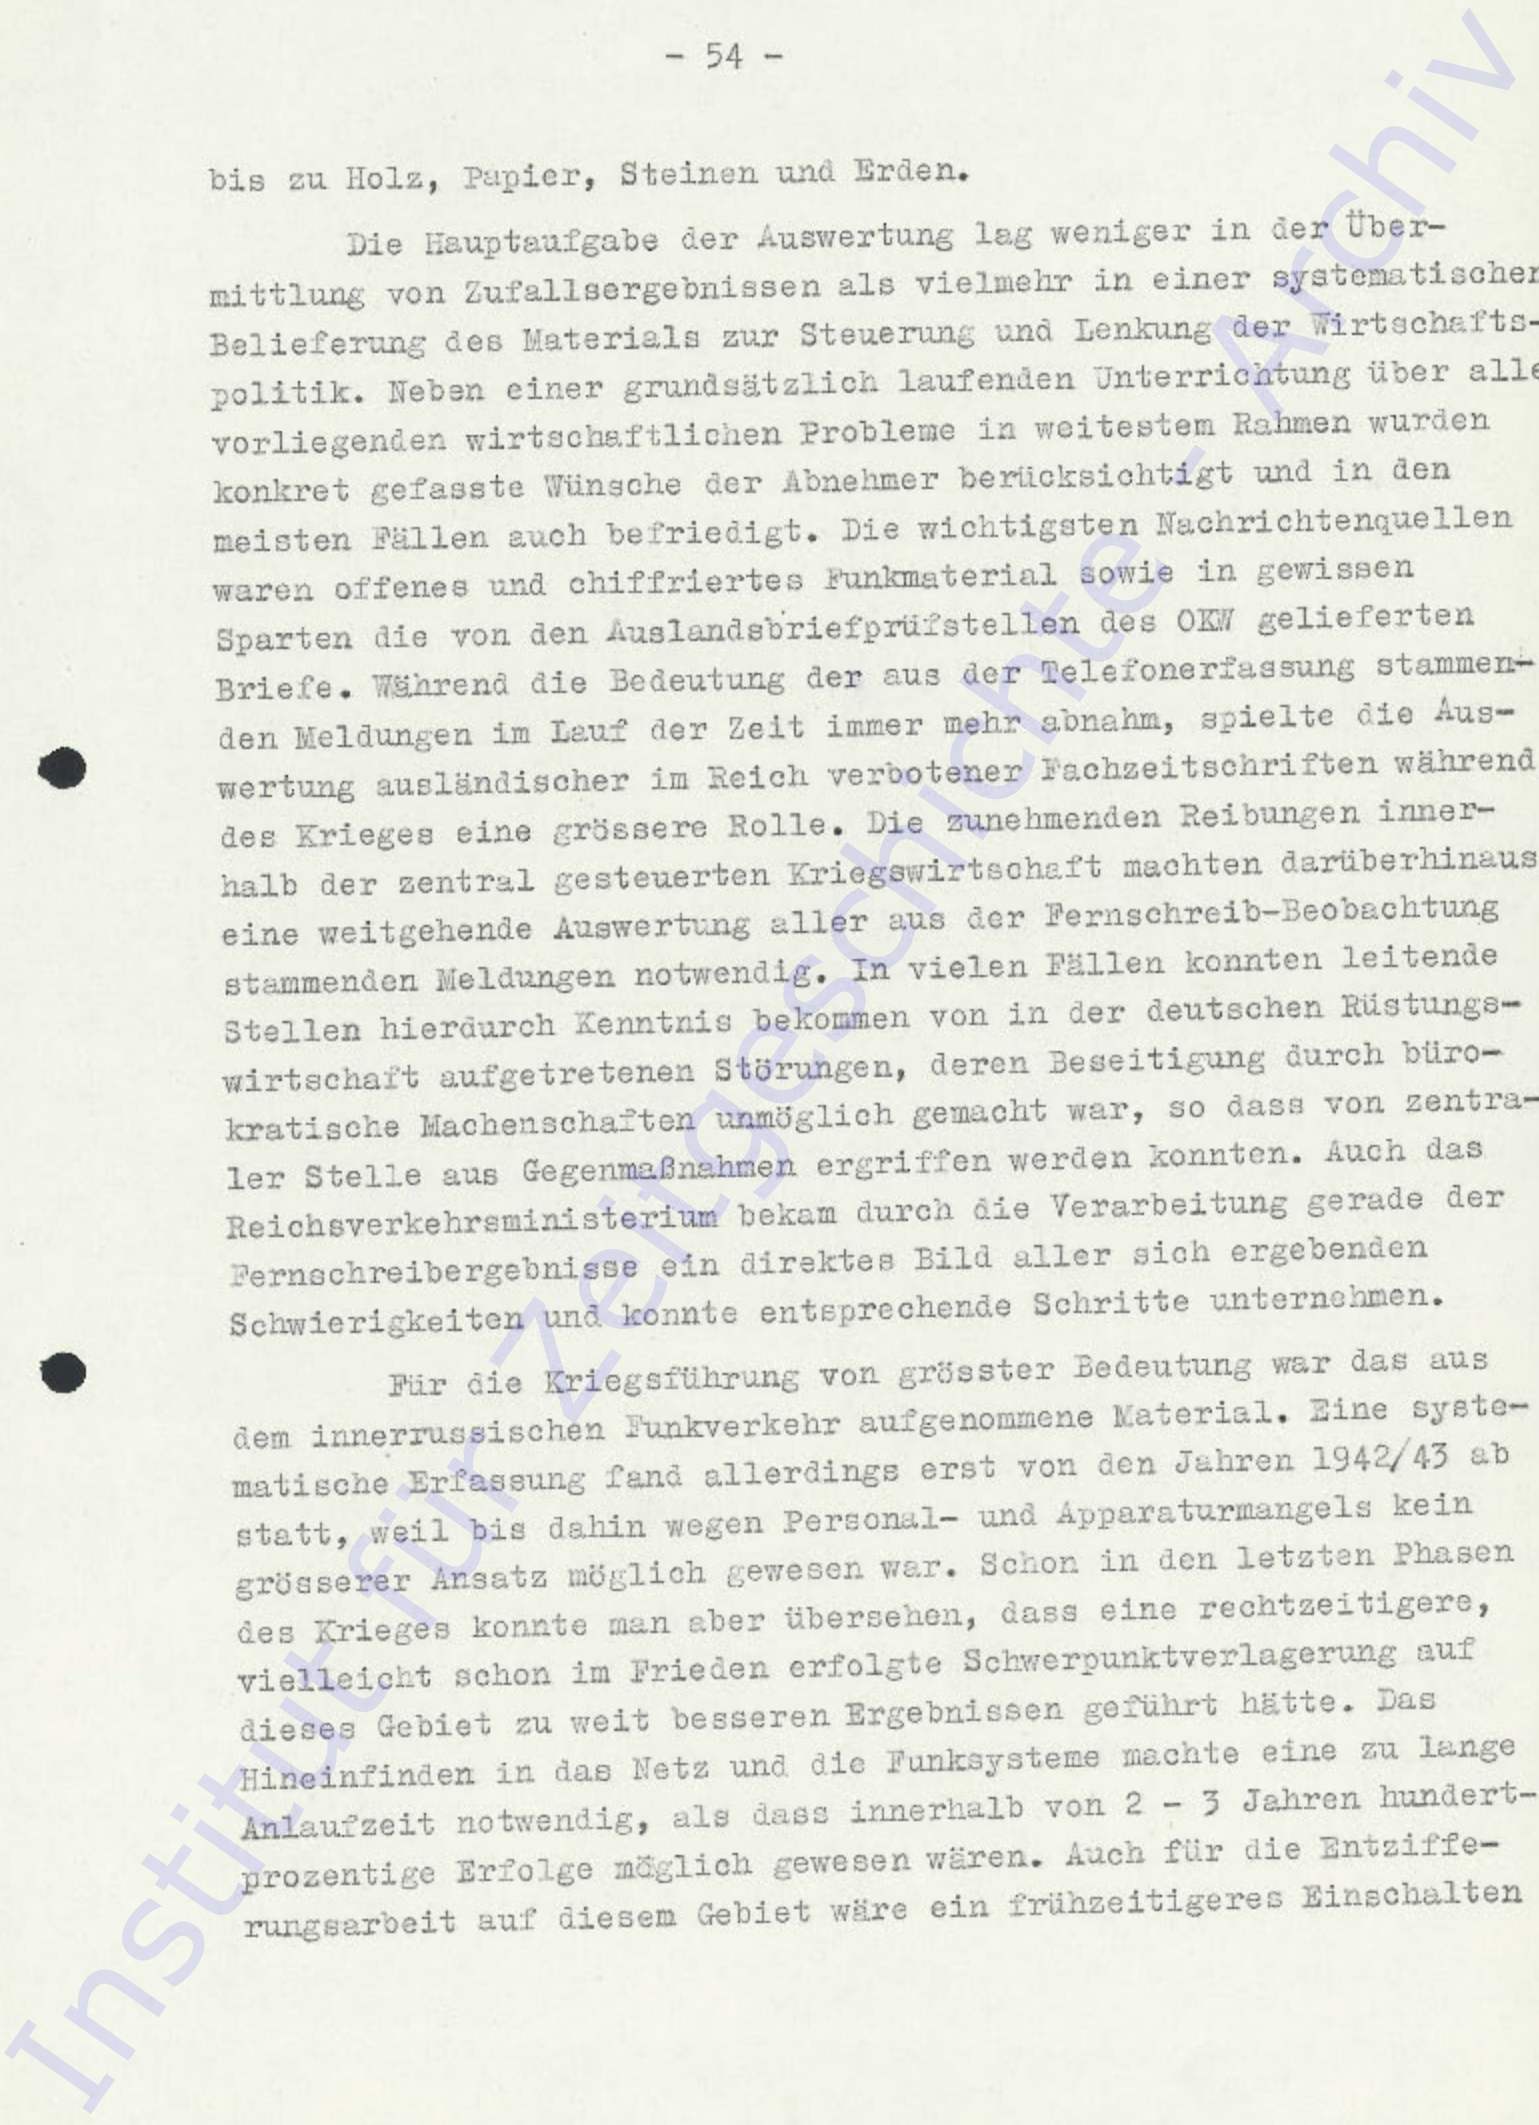 - 54 -
bis zu Holz, Papier, Steinen und Erden.
Die Hauptaufgabe der Auswertung lag weniger in der Über-
mittlung von Zufallsergebnissen als vielmehr in einer systematischen
Belieferung des Materials zur Steuerung und Lenkung der Wirtschafts-
politik. Neben einer grundsätzlich laufenden Unterrichtung über alle
vorliegenden wirtschaftlichen Probleme in weitestem Rahmen wurden
konkret gefasste Wünsche der Abnehmer berücksichtigt und in den
meisten Fällen auch befriedigt. Die wichtigsten Nachrichtenquellen
waren offenes und chiffriertes Funkmaterial sowie in gewissen
Sparten die von den Auslandsbriefprüfstellen des OKW gelieferten
Briefe. Während die Bedeutung der aus der Telefonerfassung stammen-
den Meldungen im Lauf der Zeit immer mehr abnahm, spielte die Aus-
wertung ausländischer im Reich verbotener Fachzeitschriften während
des Krieges eine grössere Rolle. Die zunehmenden Reibungen inner-
halb der zentral gesteuerten Kriegswirtschaft machten darüberhinaus
eine weitgehende Auswertung aller aus der Fernschreib-Beobachtung
stammenden Meldungen notwendig. In vielen Fällen konnten leitende
Stellen hierdurch Kenntnis bekommen von in der deutschen Rüstungs-
wirtschaft aufgetretenen Störungen, deren Beseitigung durch büro-
kratische Machenschaften unmöglich gemacht war, so dass von zentra-
ler Stelle aus Gegenmaßnahmen ergriffen werden konnten. Auch das
Reichsverkehrsministerium bekam durch die Verarbeitung gerade der
Fernschreibergebnisse ein direktes Bild aller sich ergebenden
Schwierigkeiten und konnte entsprechende Schritte unternehmen.
Für die Kriegsführung von grösster Bedeutung war das aus
dem innerrussischen Funkverkehr aufgenommene Material. Eine syste-
matische Erfassung fand allerdings erst von den Jahren 1942/43 ab
statt, weil bis dahin wegen Personal- und Apparaturmangels kein
grösserer Ansatz möglich gewesen war. Schon in den letzten Phasen
des Krieges konnte man aber übersehen, dass eine rechtzeitigere,
vielleicht schon im Frieden erfolgte Schwerpunktverlagerung auf
dieses Gebiet zu weit besseren Ergebnissen geführt hätte. Das
Hineinfinden in das Netz und die Funksysteme machte eine zu lange
Anlaufzeit notwendig, als dass innerhalb von 2 - 3 Jahren hundert-
prozentige Erfolge möglich gewesen wären. Auch für die Entziffe-
rungsarbeit auf diesem Gebiet wäre ein frühzeitigeres Einschalten
Institut für Zeitgeschichte - Archiv